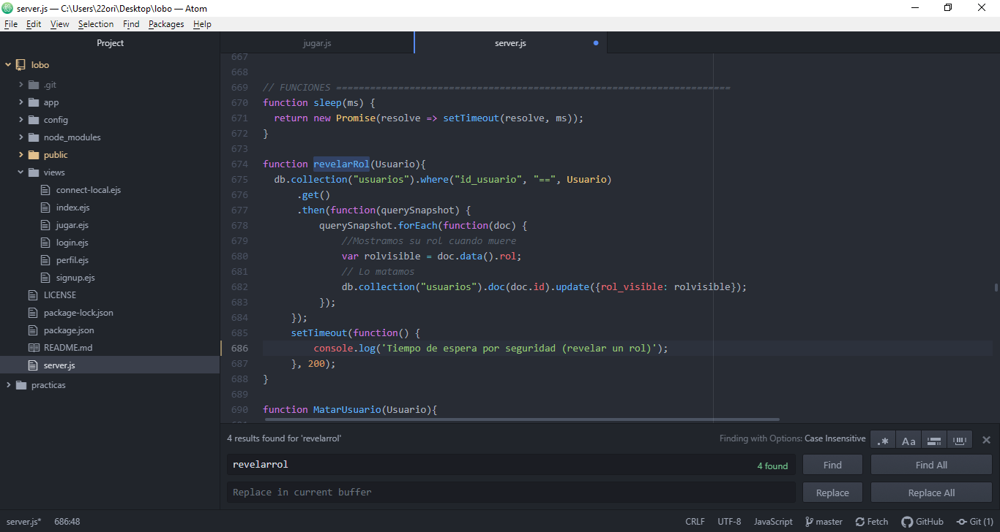 server.js — C:\Users\22ori\Desktop\lobo — Atom
File Edit View Selection Find Packages Help
Project
lobo
.git
app
config
node_modules
public
views
connect-local.ejs
index.ejs
jugar.ejs
login.ejs
perfil.ejs
signup.ejs
LICENSE
package-lock.json
package.json
README.md
server.js
practicas
jugar.js server.js
667
668
669 // FUNCIONES ======================================================================
670 function sleep(ms) {
671 return new Promise(resolve => setTimeout(resolve, ms));
672 }
673
674 function revelarRol(Usuario){
675 db.collection("usuarios").where("id_usuario", "==", Usuario)
676 .get()
677 .then(function(querySnapshot) {
678 querySnapshot.forEach(function(doc) {
679 //Mostramos su rol cuando muere
680 var rolvisible = doc.data().rol;
681 // Lo matamos
682 db.collection("usuarios").doc(doc.id).update({rol_visible: rolvisible});
683 });
684 });
685 setTimeout(function() {
686 console.log('Tiempo de espera por seguridad (revelar un rol)');
687 }, 200);
688 }
689
690 function MatarUsuario(Usuario){
4 results found for 'revelarrol' Finding with Options: Case Insensitive .* Aa
revelarrol 4 found Find Find All
Replace in current buffer Replace Replace All
server.js* 686:48 CRLF UTF-8 JavaScript master Fetch GitHub Git (1)